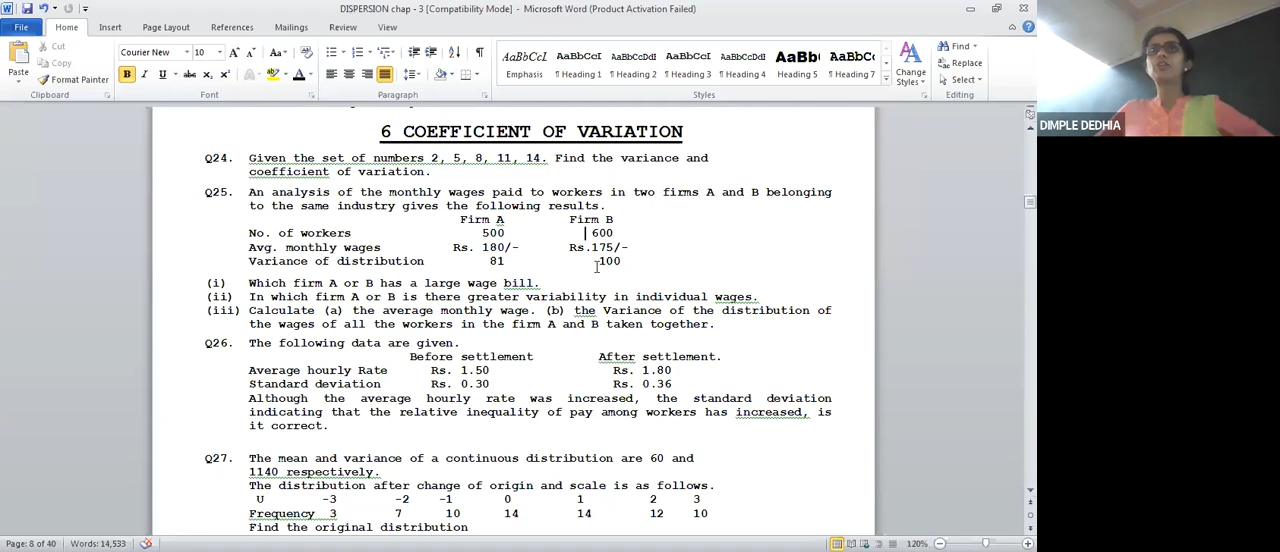 DISPERSION chap - 3 [Compatibility Mode] - Microsoft Word (Product Activation Failed)
File Home Insert Page Layout References Mailings Review View
Cut Courier New 10 Aa AaBbCcI AaBbCcI AaBbCcDd AaBbCcI AaBbCcI AaBb( AaBbCc
Copy Find
Paste Format Painter Emphasis ¶ Heading 1 ¶ Heading 2 ¶ Heading 3 ¶ Heading 4 Heading 5 ¶ Heading 7 Change Styles Replace
Select
Clipboard Font Paragraph Styles Editing
DIMPLE DEDHIA
6 COEFFICIENT OF VARIATION
Q24. Given the set of numbers 2, 5, 8, 11, 14. Find the variance and
coefficient of variation.
Q25. An analysis of the monthly wages paid to workers in two firms A and B belonging
to the same industry gives the following results.
Firm A Firm B
No. of workers 500 600
Avg. monthly wages Rs. 180/- Rs.175/-
Variance of distribution 81 100
(i) Which firm A or B has a large wage bill.
(ii) In which firm A or B is there greater variability in individual wages.
(iii) Calculate (a) the average monthly wage. (b) the Variance of the distribution of
the wages of all the workers in the firm A and B taken together.
Q26. The following data are given.
Before settlement After settlement.
Average hourly Rate Rs. 1.50 Rs. 1.80
Standard deviation Rs. 0.30 Rs. 0.36
Although the average hourly rate was increased, the standard deviation
indicating that the relative inequality of pay among workers has increased, is
it correct.
Q27. The mean and variance of a continuous distribution are 60 and
1140 respectively.
The distribution after change of origin and scale is as follows.
U -3 -2 -1 0 1 2 3
Frequency 3 7 10 14 14 12 10
Find the original distribution
Page: 8 of 40 Words: 14,533 120%